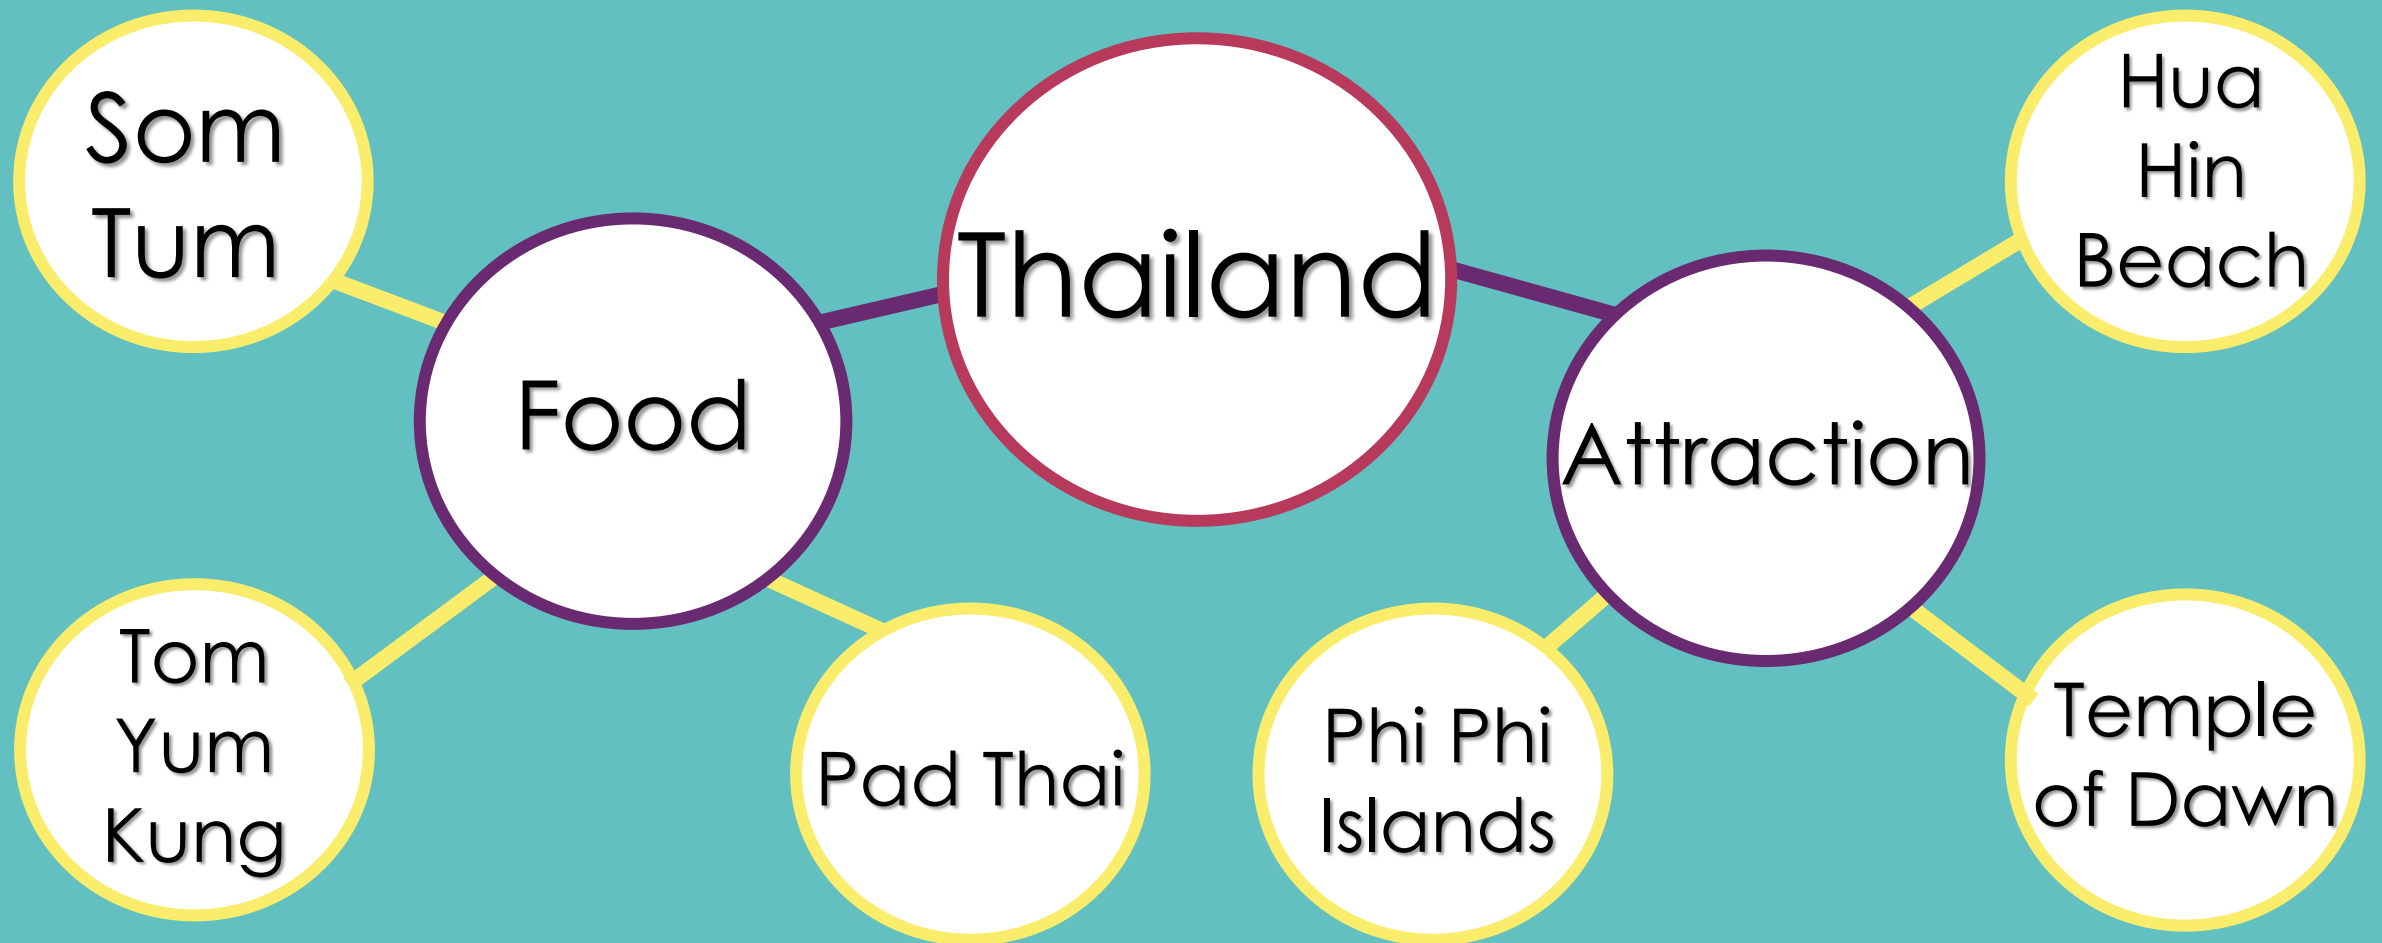 Thailand
Food
Som
Tum
Tom
Yum
Kung
Pad Thai
Attraction
Hua
Hin
Beach
Phi Phi
Islands
Temple
of Dawn